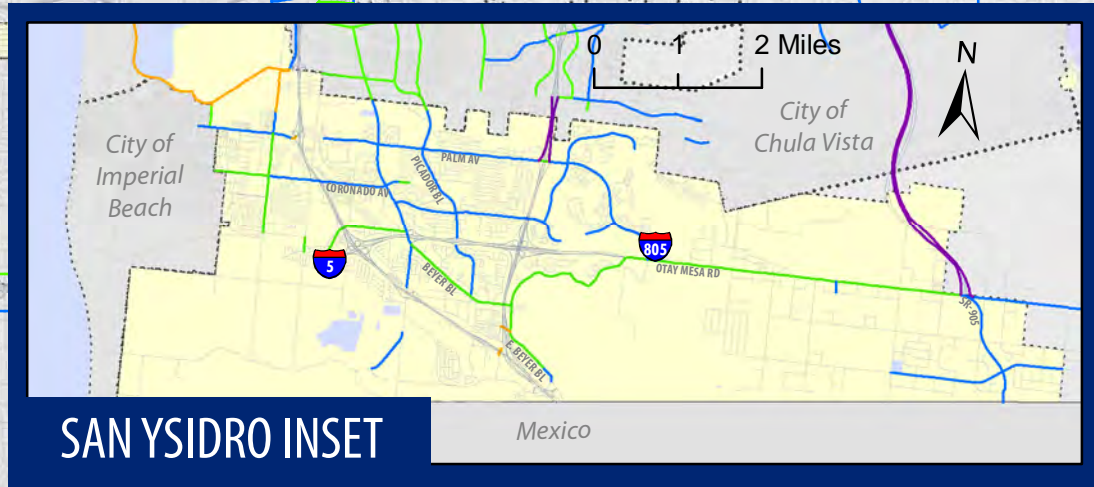 0 1 2 Miles
N
City of
Chula Vista
City of
Imperial
Beach
PALM AV
PICADOR BL
CORONADO AV
805
5
OTAY MESA RD
BEYER BL
SR-905
E. BEYER BL
SAN YSIDRO INSET
Mexico